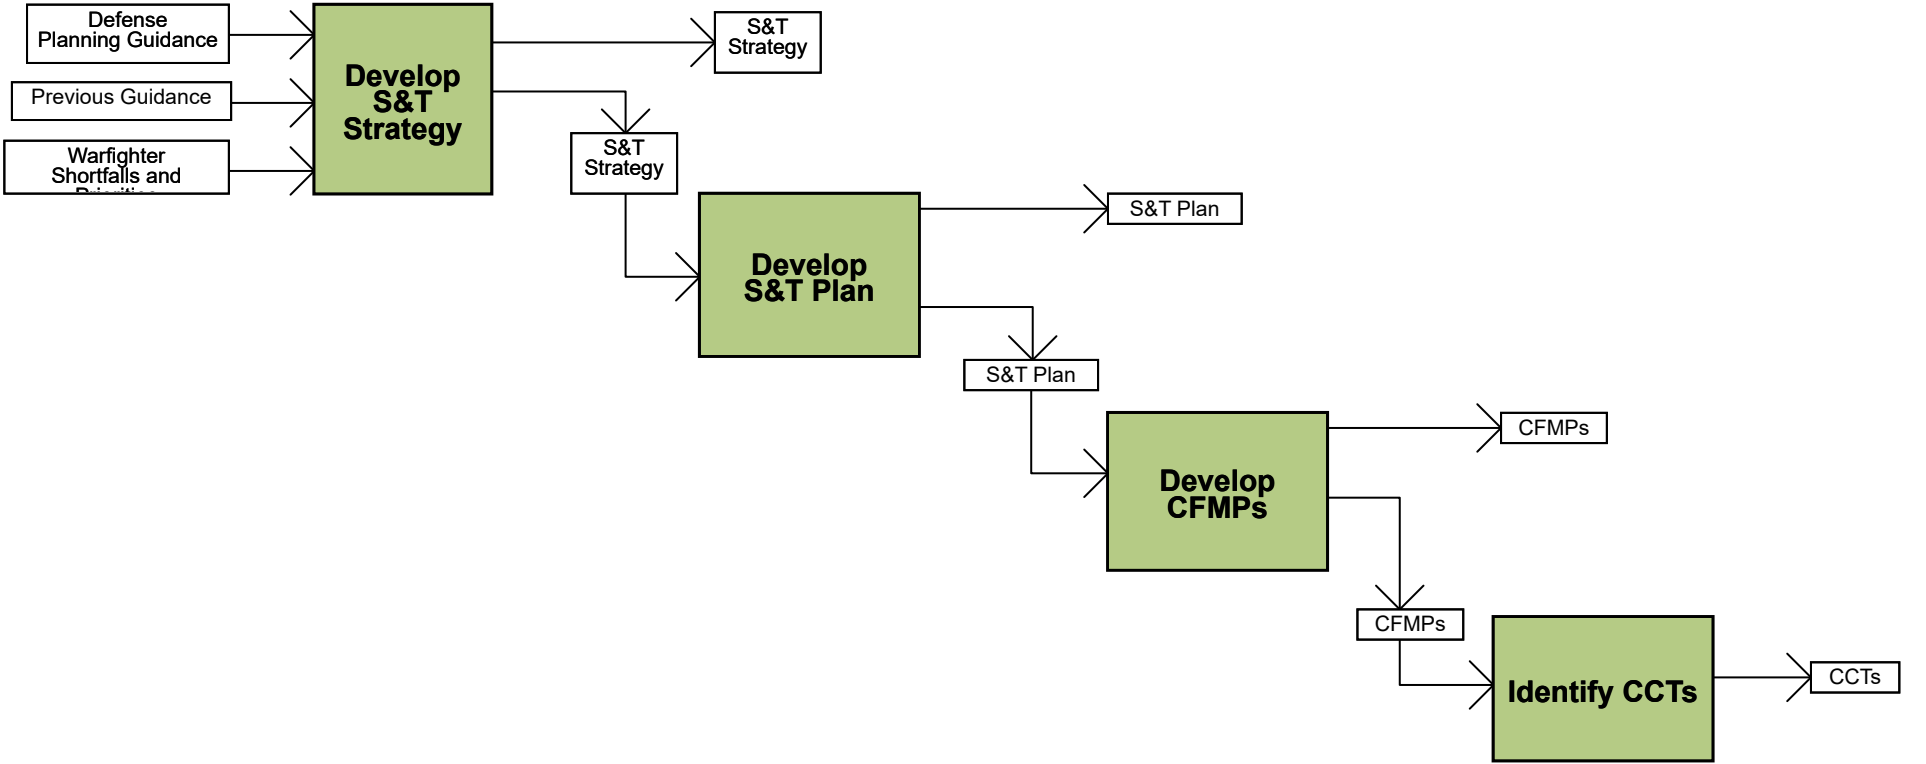 Defense
Planning Guidance
Previous Guidance
Warfighter
Shortfalls and
Develop
S&T
Strategy
S&T
Strategy
S&T
Strategy
Develop
S&T Plan
S&T Plan
S&T Plan
Develop
CFMPs
CFMPs
CFMPs
Identify CCTs
CCTs